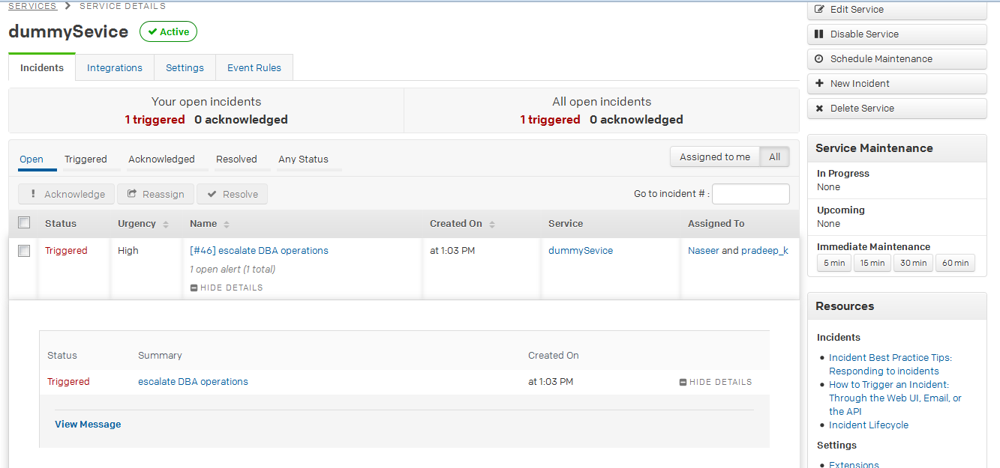 SERVICES > SERVICE DETAILS
dummySevice Active
Incidents Integrations Settings Event Rules
Your open incidents
1 triggered 0 acknowledged
All open incidents
1 triggered 0 acknowledged
Open Triggered Acknowledged Resolved Any Status
Assigned to me All
Acknowledge Reassign Resolve
Go to incident # :
Status Urgency Name Created On Service Assigned To
Triggered High [#46] escalate DBA operations at 1:03 PM dummySevice Naseer and pradeep_k
1 open alert (1 total)
HIDE DETAILS
Status Summary Created On
Triggered escalate DBA operations at 1:03 PM HIDE DETAILS
View Message
Edit Service
Disable Service
Schedule Maintenance
New Incident
Delete Service
Service Maintenance
In Progress
None
Upcoming
None
Immediate Maintenance
5 min 15 min 30 min 60 min
Resources
Incidents
• Incident Best Practice Tips:
Responding to incidents
• How to Trigger an Incident:
Through the Web UI, Email, or
the API
• Incident Lifecycle
Settings
• Extensions